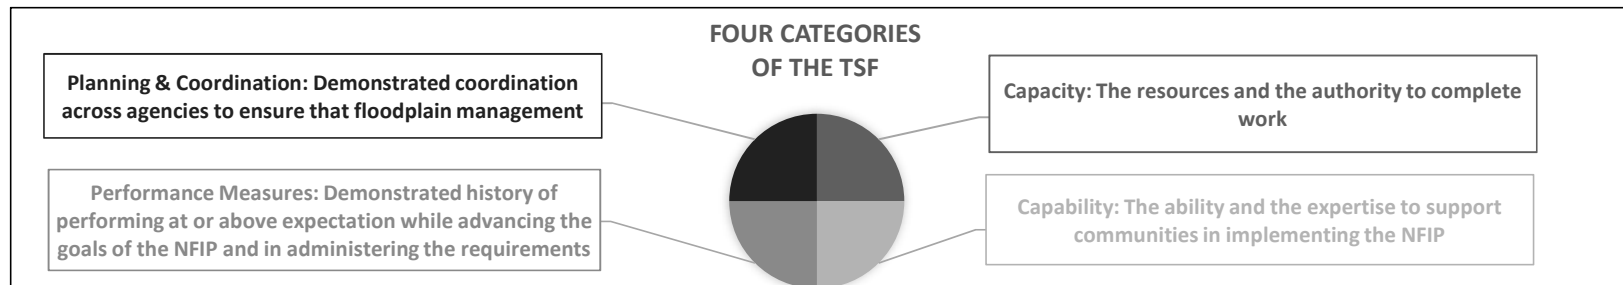 FOUR CATEGORIES
OF THE TSF
Planning & Coordination: Demonstrated coordination
across agencies to ensure that floodplain management
Capacity: The resources and the authority to complete
work
Performance Measures: Demonstrated history of
performing at or above expectation while advancing the
goals of the NFIP and in administering the requirements
Capability: The ability and the expertise to support
communities in implementing the NFIP